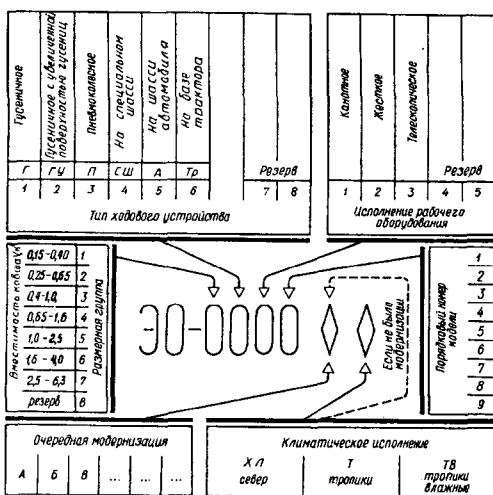 Гусеничное
Гусеничное с увеличенной
поверхностью гусениц
Пневмоколесное
На специальном
шасси
На шасси
автомобиля
На базе
трактора
Резерв
Г ГУ П СШ А Тр
1 2 3 4 5 6 7 8
Тип ходового устройства
Канатное
Жесткое
Телескопическое
Резерв
1 2 3 4 5
Исполнение рабочего
оборудования
Вместимость ковша, м³
Размерная группа
0,15-0,40 1
0,25-0,65 2
0,4-1,0 3
0,65-1,6 4
1,0-2,5 5
1,6-4,0 6
2,5-6,3 7
резерв 8
ЭО-
Если не было
модернизации
Порядковый номер
модели
1
2
3
4
5
6
7
8
9
Очередная модернизация
А Б В ... ... ...
Климатическое исполнение
ХЛ
север
Т
тропики
ТВ
тропики
влажные